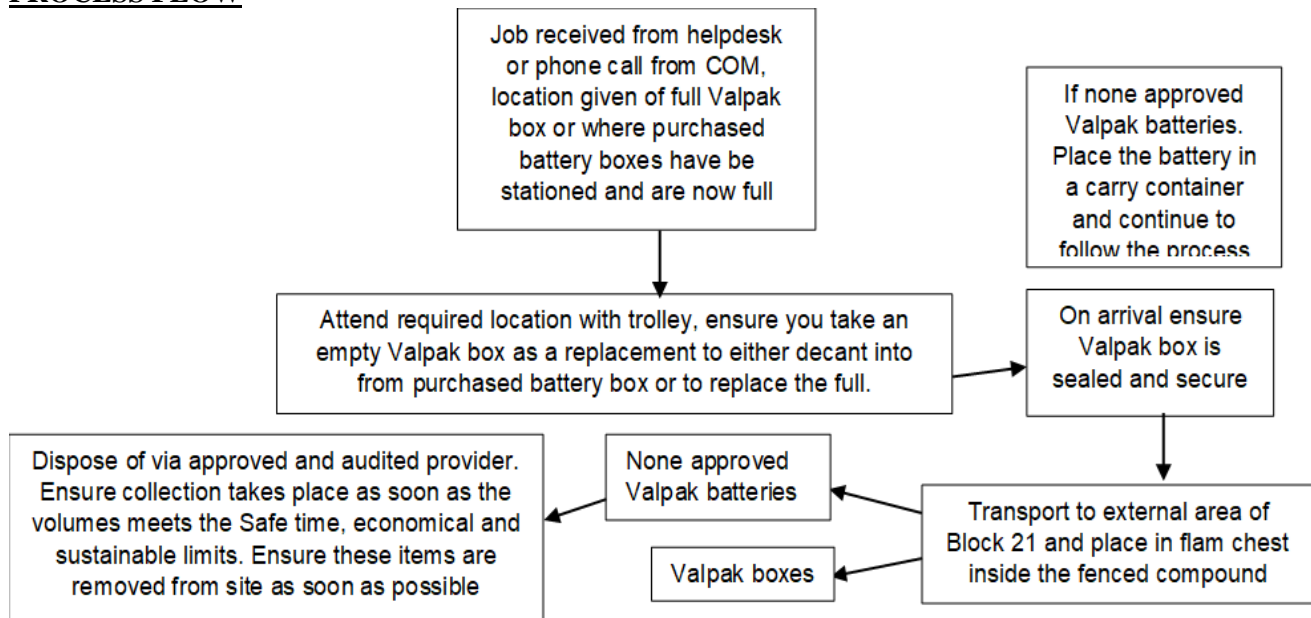 PROCESS FLOW
Job received from helpdesk
or phone call from COM,
location given of full Valpak
box or where purchased
battery boxes have be
stationed and are now full
If none approved
Valpak batteries.
Place the battery in
a carry container
and continue to
follow the process
Attend required location with trolley, ensure you take an
empty Valpak box as a replacement to either decant into
from purchased battery box or to replace the full.
On arrival ensure
Valpak box is
sealed and secure
Transport to external area of
Block 21 and place in flam chest
inside the fenced compound
None approved
Valpak batteries
Valpak boxes
Dispose of via approved and audited provider.
Ensure collection takes place as soon as the
volumes meets the Safe time, economical and
sustainable limits. Ensure these items are
removed from site as soon as possible